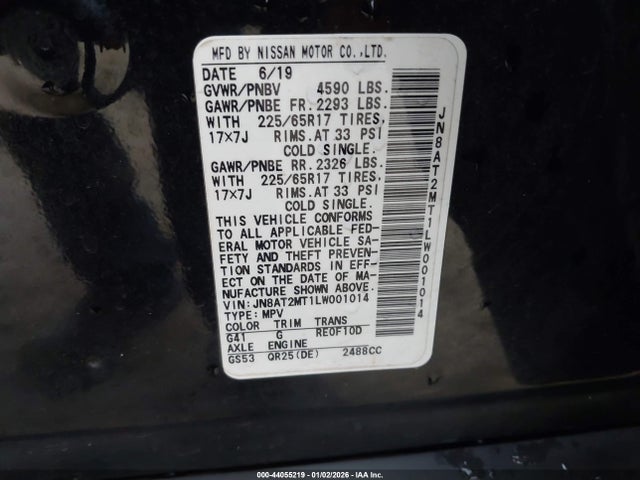 MFD BY NISSAN MOTOR CO.,LTD.
DATE 6/19
GVWR/PNBV 4590 LBS.
GAWR/PNBE FR. 2293 LBS.
WITH 225/65R17 TIRES,
17×7J RIMS. AT 33 PSI
COLD SINGLE.
GAWR/PNBE RR. 2326 LBS.
WITH 225/65R17 TIRES,
17×7J RIMS. AT 33 PSI
COLD SINGLE.
THIS VEHICLE CONFORMS
TO ALL APPLICABLE FED-
ERAL MOTOR VEHICLE SA-
FETY AND THEFT PREVEN-
TION STANDARDS IN EFF-
ECT ON THE DATE OF MA-
NUFACTURE SHOWN ABOVE.
VIN: JN8AT2MT1LW001014
TYPE: MPV
COLOR TRIM TRANS
G41 G RE0F10D
AXLE ENGINE
GS53 QR25(DE) 2488CC
JN8AT2MT1LW001014
000-44055219 - 01/02/2026 - IAA Inc.